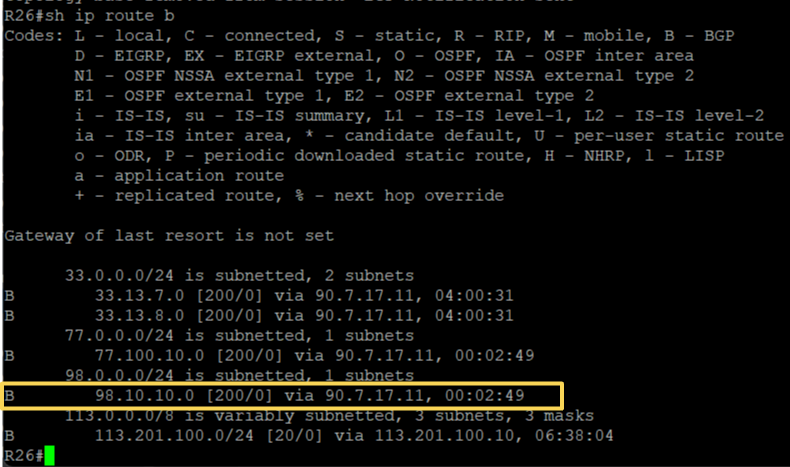 R26#sh ip route b
Codes: L - local, C - connected, S - static, R - RIP, M - mobile, B - BGP
D - EIGRP, EX - EIGRP external, O - OSPF, IA - OSPF inter area
N1 - OSPF NSSA external type 1, N2 - OSPF NSSA external type 2
E1 - OSPF external type 1, E2 - OSPF external type 2
i - IS-IS, su - IS-IS summary, L1 - IS-IS level-1, L2 - IS-IS level-2
ia - IS-IS inter area, * - candidate default, U - per-user static route
o - ODR, P - periodic downloaded static route, H - NHRP, l - LISP
a - application route
+ - replicated route, % - next hop override
Gateway of last resort is not set
33.0.0.0/24 is subnetted, 2 subnets
B 33.13.7.0 [200/0] via 90.7.17.11, 04:00:31
B 33.13.8.0 [200/0] via 90.7.17.11, 04:00:31
77.0.0.0/24 is subnetted, 1 subnets
B 77.100.10.0 [200/0] via 90.7.17.11, 00:02:49
98.0.0.0/24 is subnetted, 1 subnets
B 98.10.10.0 [200/0] via 90.7.17.11, 00:02:49
113.0.0.0/8 is variably subnetted, 3 subnets, 3 masks
B 113.201.100.0/24 [20/0] via 113.201.100.10, 06:38:04
R26#